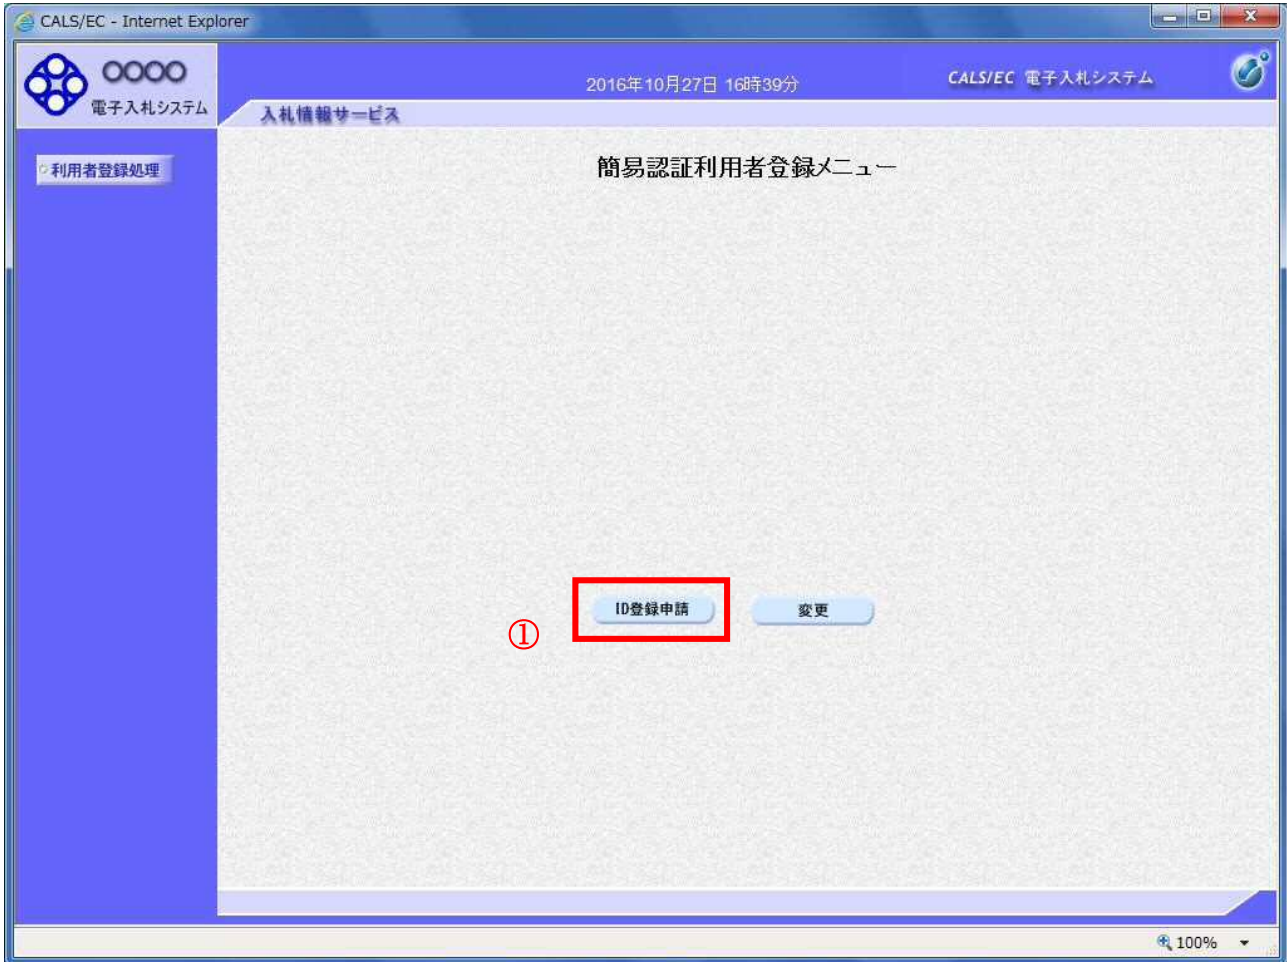 CALS/EC - Internet Explorer
○○○○
電子入札システム
2016年10月27日 16時39分
CALS/EC 電子入札システム
入札情報サービス
利用者登録処理
簡易認証利用者登録メニュー
①
ID登録申請
変更
100%